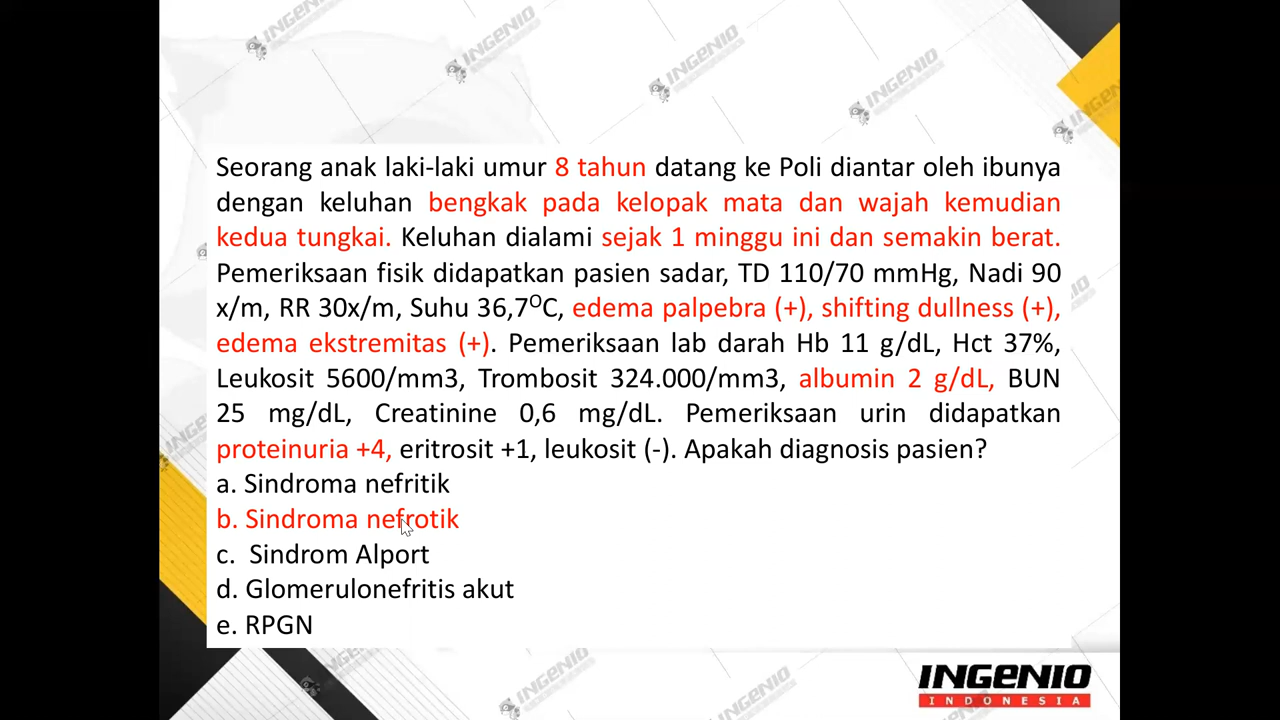 INGENIO
INGENIO
INGENIO
INGENIO
Seorang anak laki-laki umur 8 tahun datang ke Poli diantar oleh ibunya
dengan keluhan bengkak pada kelopak mata dan wajah kemudian
kedua tungkai. Keluhan dialami sejak 1 minggu ini dan semakin berat.
Pemeriksaan fisik didapatkan pasien sadar, TD 110/70 mmHg, Nadi 90
x/m, RR 30x/m, Suhu 36,7ᴼC, edema palpebra (+), shifting dullness (+),
edema ekstremitas (+). Pemeriksaan lab darah Hb 11 g/dL, Hct 37%,
Leukosit 5600/mm3, Trombosit 324.000/mm3, albumin 2 g/dL, BUN
25 mg/dL, Creatinine 0,6 mg/dL. Pemeriksaan urin didapatkan
proteinuria +4, eritrosit +1, leukosit (-). Apakah diagnosis pasien?
a. Sindroma nefritik
b. Sindroma nefrotik
c. Sindrom Alport
d. Glomerulonefritis akut
e. RPGN
INGENIO
INGENIO
INDONESIA